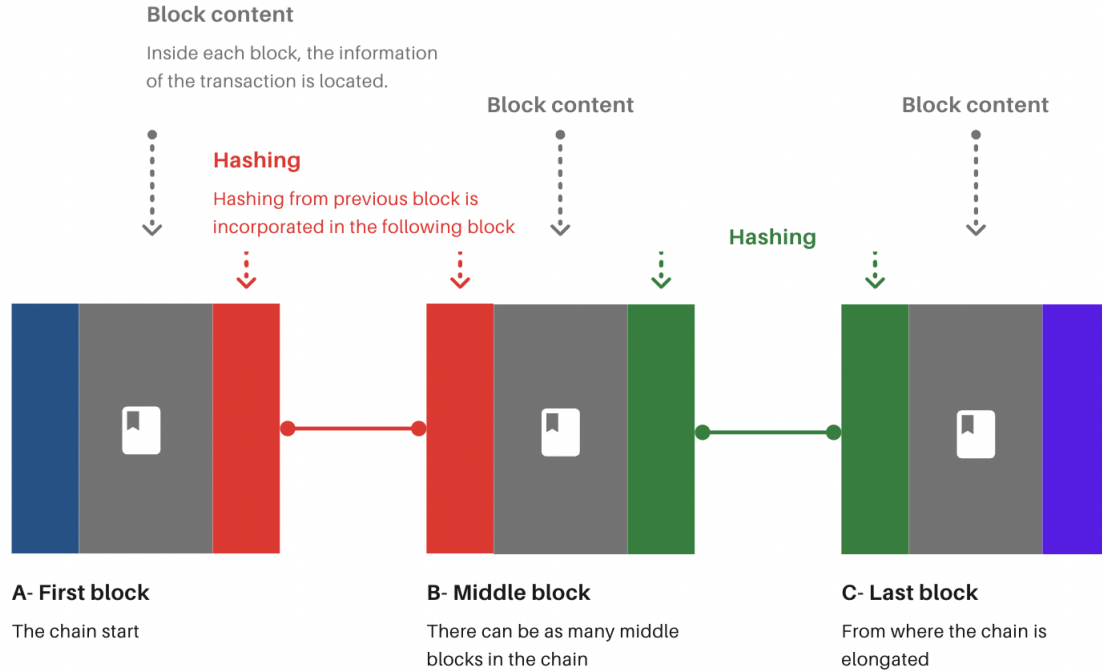 Block content
Inside each block, the information
of the transaction is located.
Block content
Block content
Hashing
Hashing from previous block is
incorporated in the following block
Hashing
A- First block
The chain start
B- Middle block
There can be as many middle
blocks in the chain
C- Last block
From where the chain is
elongated